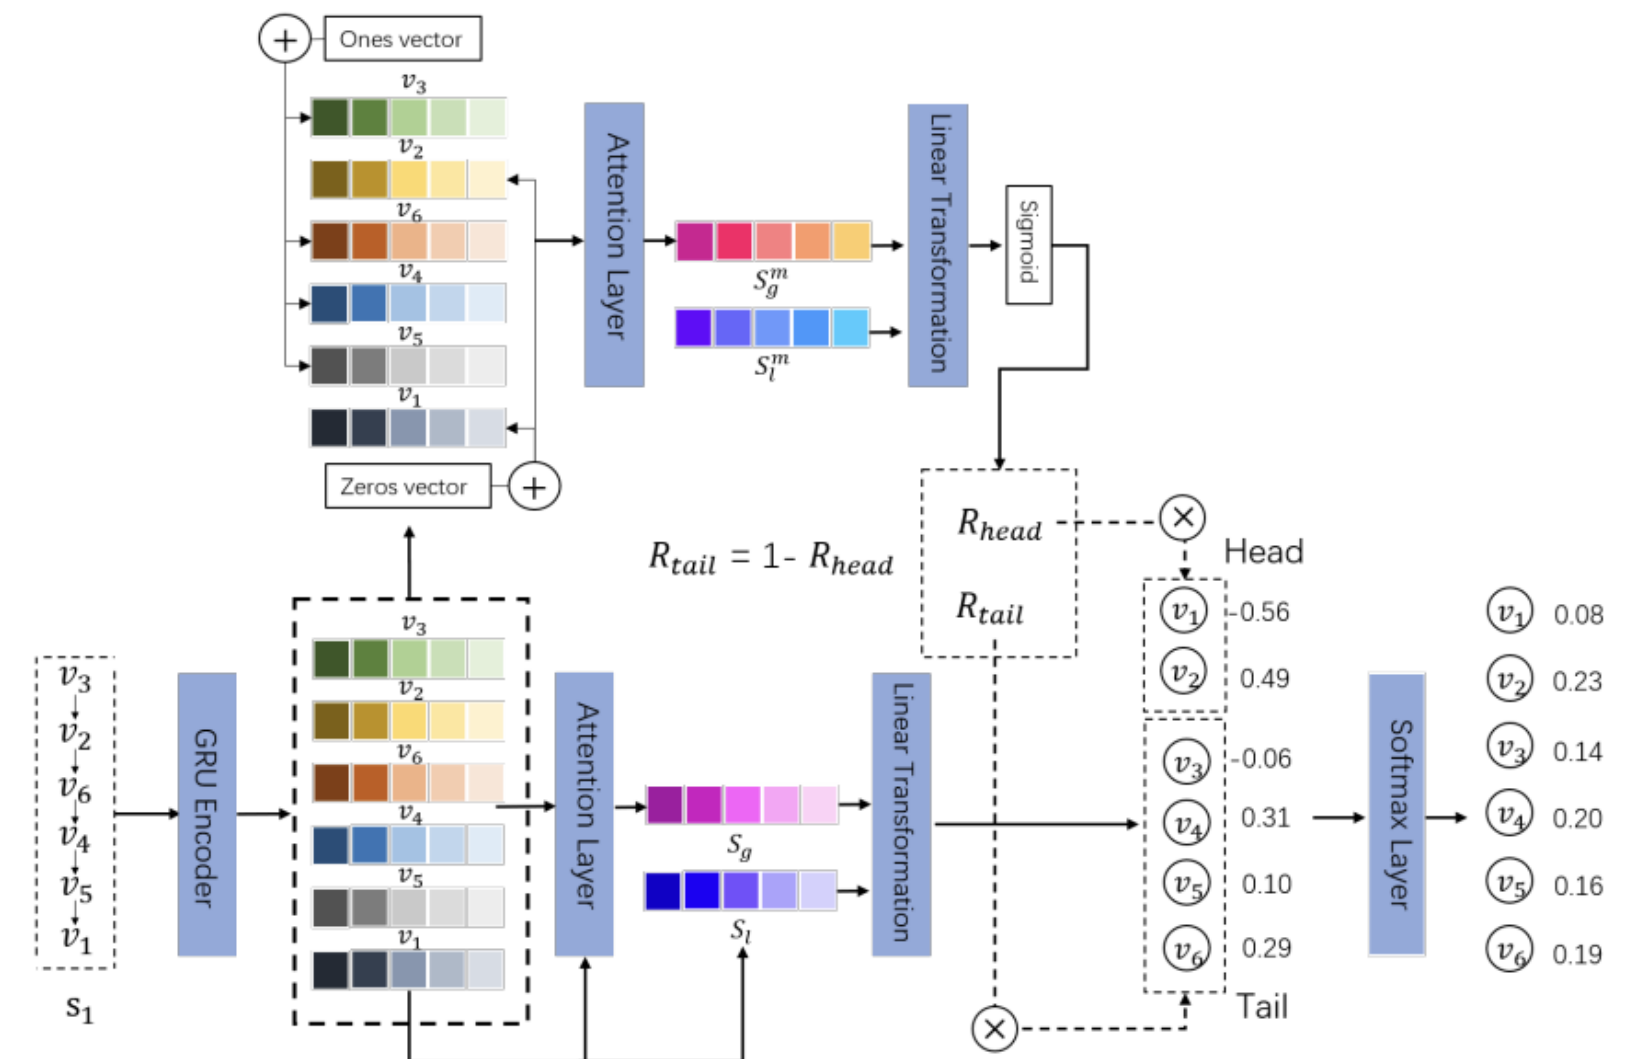 Ones vector
v3
v2
v6
v4
v5
v1
Zeros vector
Attention Layer
S_g^m
S_l^m
Linear Transformation
Sigmoid
R_tail = 1- R_head
R_head
R_tail
Head
v1 -0.56
v2 0.49
v3 -0.06
v4 0.31
v5 0.10
v6 0.29
Tail
v3
v2
v6
v4
v5
v1
s1
GRU Encoder
v3
v2
v6
v4
v5
v1
Attention Layer
S_g
S_l
Linear Transformation
Softmax Layer
v1 0.08
v2 0.23
v3 0.14
v4 0.20
v5 0.16
v6 0.19